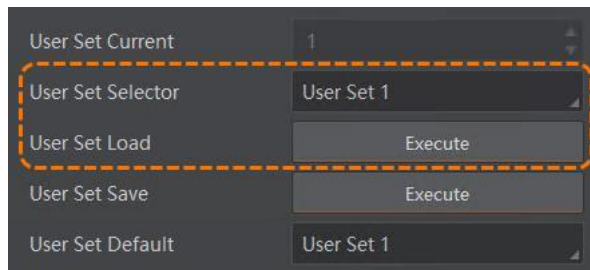 User Set Current 1
User Set Selector User Set 1
User Set Load Execute
User Set Save Execute
User Set Default User Set 1